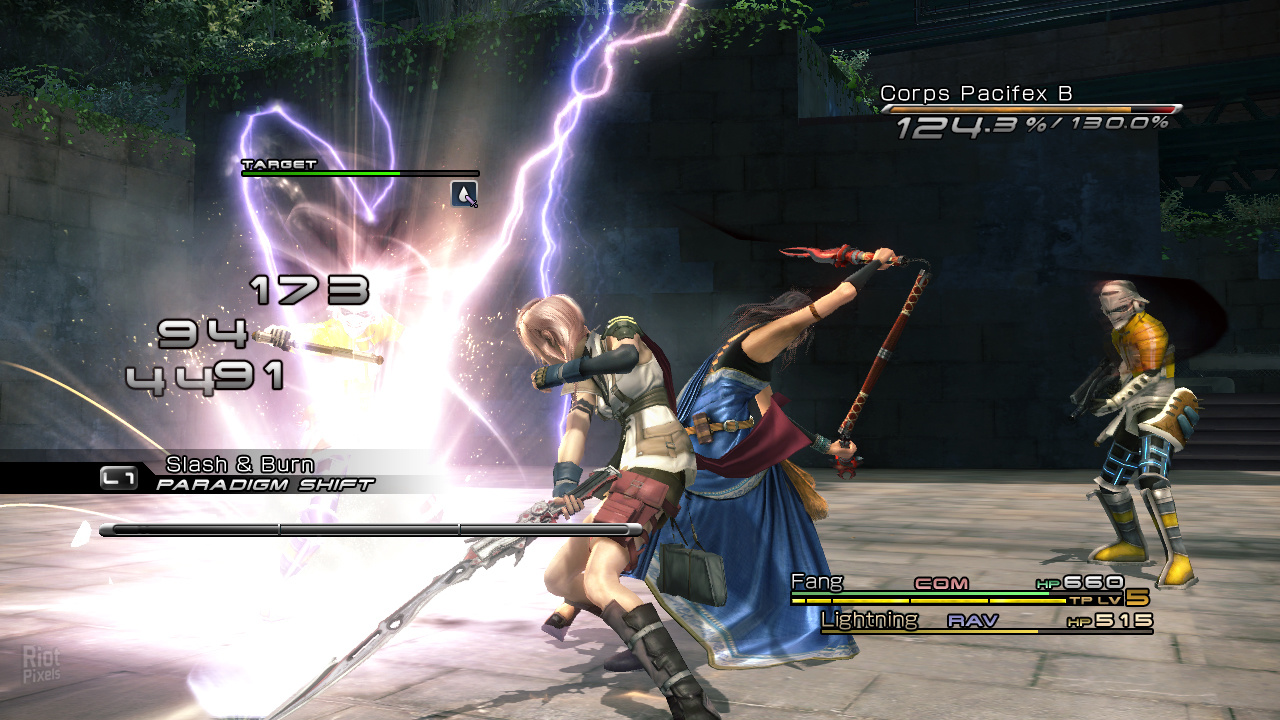 Corps Pacifex B
124.3%/130.0%
TARGET
173
94
4491
Slash & Burn
L1
PARADIGM SHIFT
Fang COM HP 660
TP LV 5
Lightning RAV HP 515
Riot
Pixels